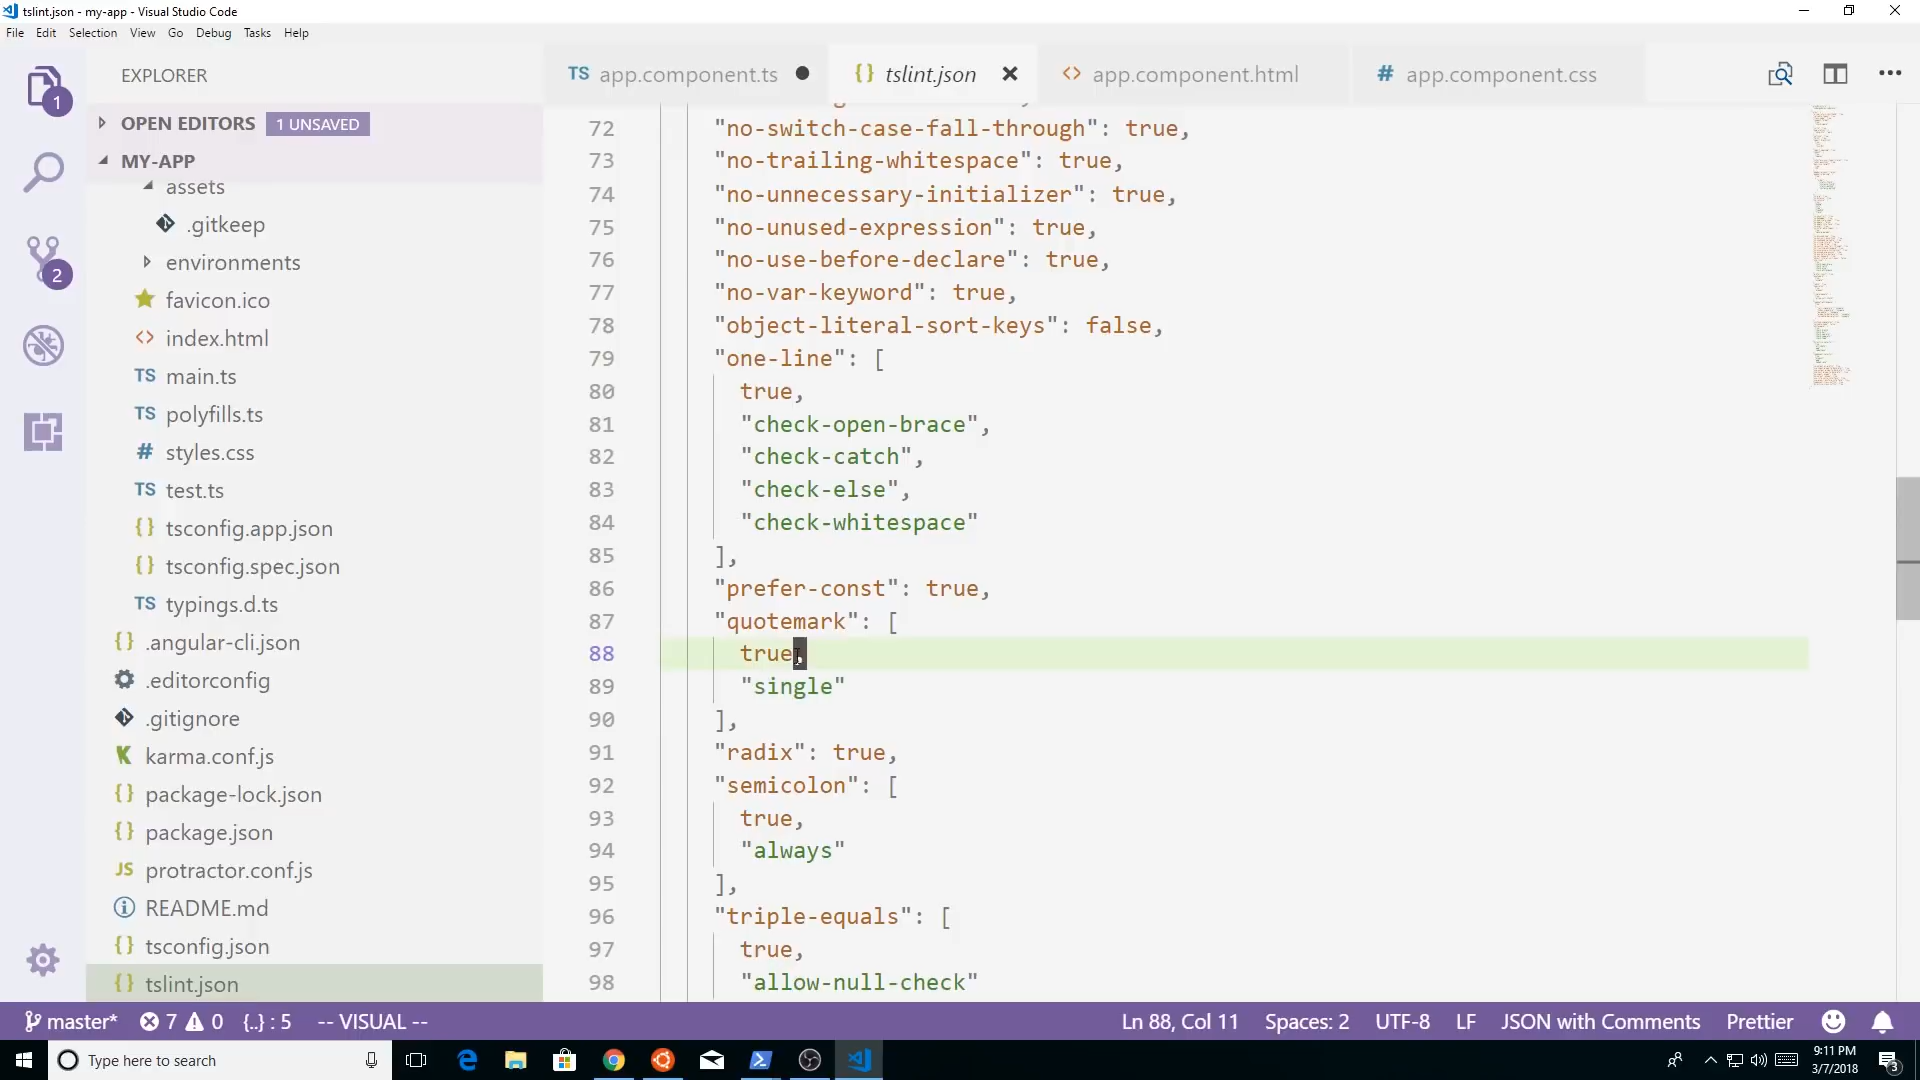 tslint.json - my-app - Visual Studio Code
File Edit Selection View Go Debug Tasks Help
EXPLORER
1
OPEN EDITORS 1 UNSAVED
MY-APP
assets
.gitkeep
2
environments
favicon.ico
index.html
TS main.ts
TS polyfills.ts
# styles.css
TS test.ts
{} tsconfig.app.json
{} tsconfig.spec.json
TS typings.d.ts
{} .angular-cli.json
.editorconfig
.gitignore
K karma.conf.js
{} package-lock.json
{} package.json
JS protractor.conf.js
README.md
{} tsconfig.json
{} tslint.json
TS app.component.ts
{} tslint.json
<> app.component.html
# app.component.css
72 "no-switch-case-fall-through": true,
73 "no-trailing-whitespace": true,
74 "no-unnecessary-initializer": true,
75 "no-unused-expression": true,
76 "no-use-before-declare": true,
77 "no-var-keyword": true,
78 "object-literal-sort-keys": false,
79 "one-line": [
80 true,
81 "check-open-brace",
82 "check-catch",
83 "check-else",
84 "check-whitespace"
85 ],
86 "prefer-const": true,
87 "quotemark": [
88 true,
89 "single"
90 ],
91 "radix": true,
92 "semicolon": [
93 true,
94 "always"
95 ],
96 "triple-equals": [
97 true,
98 "allow-null-check"
master* 7 0 {..} : 5 -- VISUAL -- Ln 88, Col 11 Spaces: 2 UTF-8 LF JSON with Comments Prettier
Type here to search
9:11 PM
3/7/2018
3